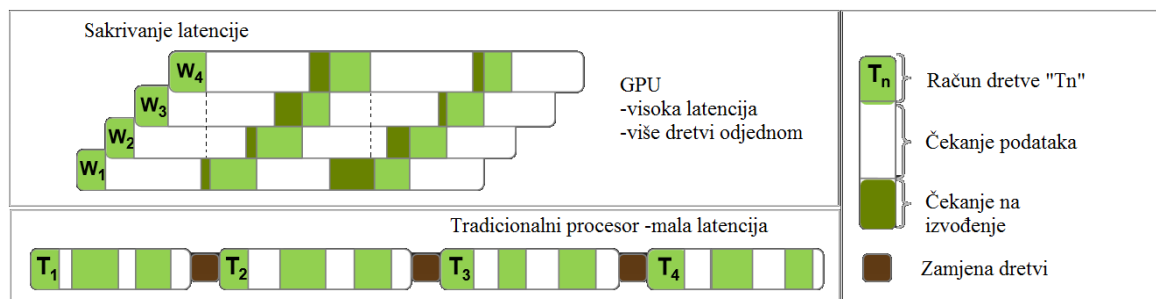 Sakrivanje latencije
W4
W3
W2
W1
GPU
-visoka latencija
-više dretvi odjednom
Tradicionalni procesor -mala latencija
T1
T2
T3
T4
Tn
Račun dretve "Tn"
Čekanje podataka
Čekanje na
izvođenje
Zamjena dretvi